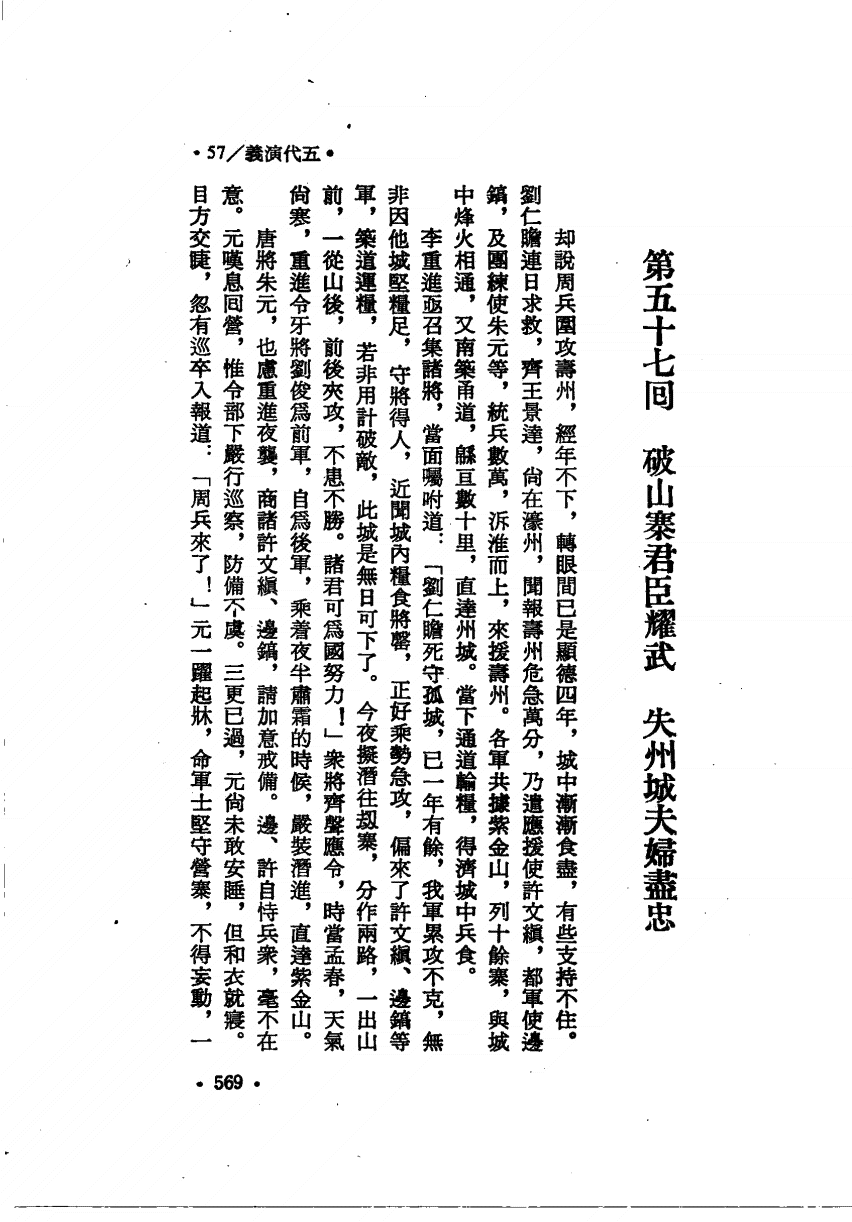 • 57／義演代五 •
第五十七回　破山寨君臣耀武　失州城夫婦盡忠
却說周兵圍攻壽州，經年不下，轉眼間已是顯德四年，城中漸漸食盡，有些支持不住。
劉仁贍連日求救，齊王景達，尙在濠州，聞報壽州危急萬分，乃遣應援使許文縝，都軍使邊
鎬，及團練使朱元等，統兵數萬，泝淮而上，來援壽州。各軍共據紫金山，列十餘寨，與城
中烽火相通，又南築甬道，緜亘數十里，直達州城。當下通道輸糧，得濟城中兵食。
李重進亟召集諸將，當面囑咐道：「劉仁贍死守孤城，已一年有餘，我軍累攻不克，無
非因他城堅糧足，守將得人，近聞城內糧食將罄，正好乘勢急攻，偏來了許文縝、邊鎬等
軍，築道運糧，若非用計破敵，此城是無日可下了。今夜擬潛往刼寨，分作兩路，一出山
前，一從山後，前後夾攻，不患不勝。諸君可爲國努力！」衆將齊聲應令，時當孟春，天氣
尙寒，重進令牙將劉俊爲前軍，自爲後軍，乘着夜半肅霜的時候，嚴裝潛進，直達紫金山。
唐將朱元，也慮重進夜襲，商諸許文縝、邊鎬，請加意戒備。邊、許自恃兵衆，毫不在
意。元嘆息回營，惟令部下嚴行巡察，防備不虞。三更已過，元尙未敢安睡，但和衣就寢。
目方交睫，忽有巡卒入報道：「周兵來了！」元一躍起牀，命軍士堅守營寨，不得妄動，一
• 569 •